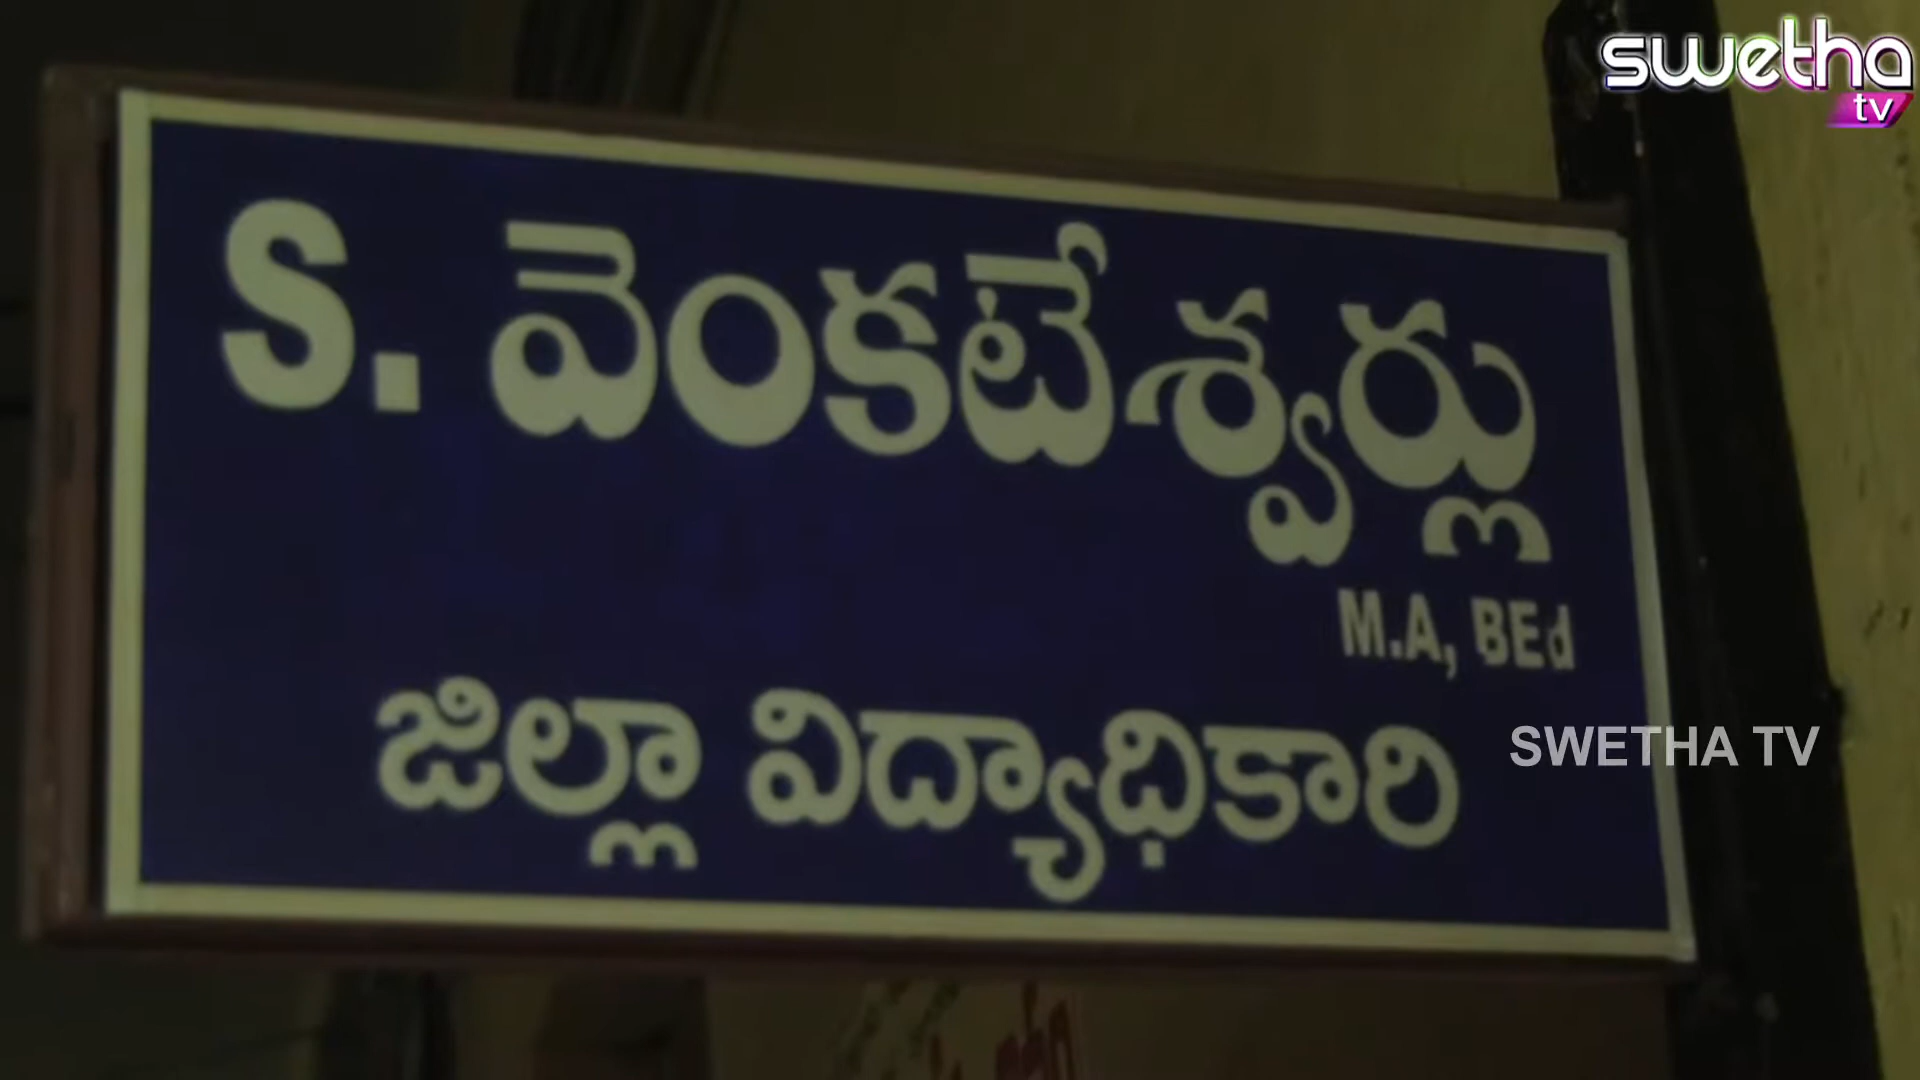 swetha
tv
S. వెంకటేశ్వర్లు
M.A, BEd
జిల్లా విద్యాధికారి
SWETHA TV